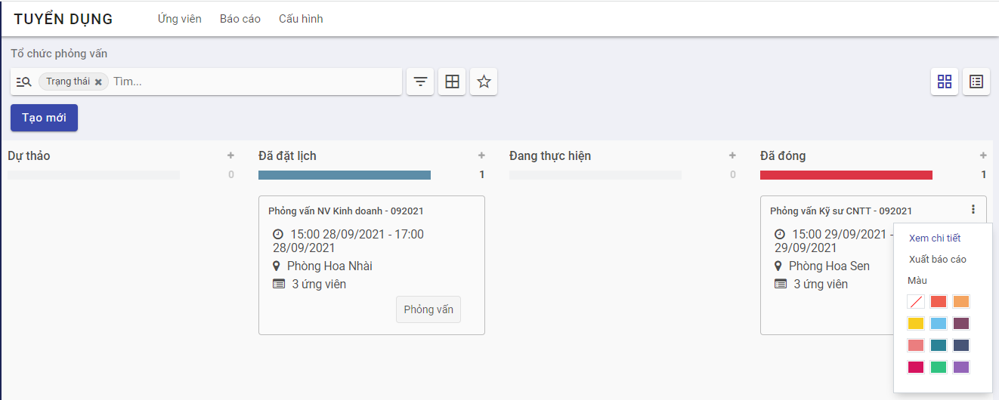 TUYỂN DỤNG
Ứng viên
Báo cáo
Cấu hình
Tổ chức phỏng vấn
Trạng thái
Tìm...
Tạo mới
Dự thảo
0
Đã đặt lịch
1
Phỏng vấn NV Kinh doanh - 092021
15:00 28/09/2021 - 17:00
28/09/2021
Phòng Hoa Nhài
3 ứng viên
Phỏng vấn
Đang thực hiện
0
Đã đóng
1
Phỏng vấn Kỹ sư CNTT - 092021
15:00 29/09/2021 -
29/09/2021
Phòng Hoa Sen
3 ứng viên
Xem chi tiết
Xuất báo cáo
Màu